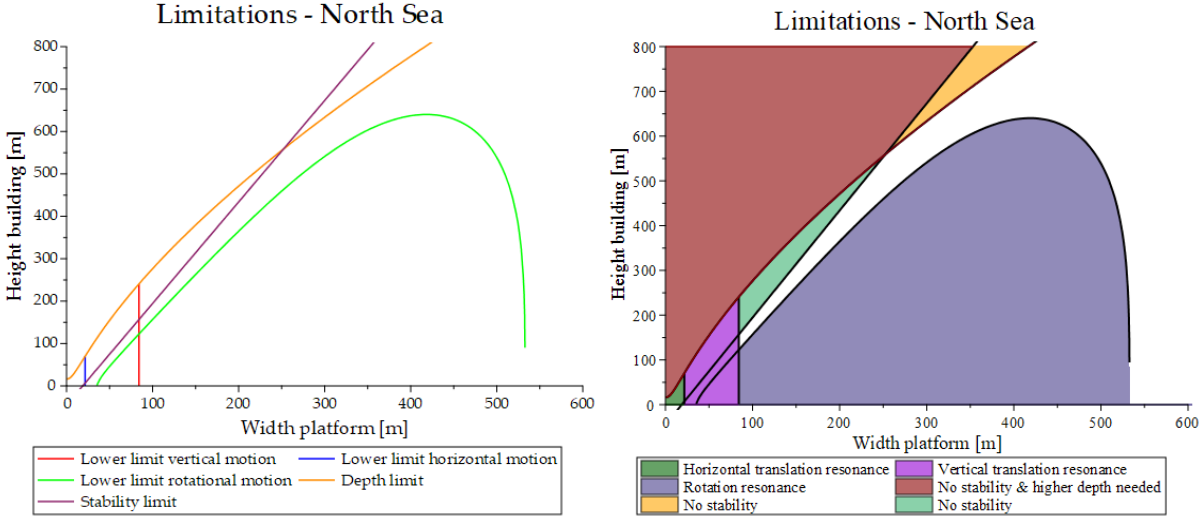 Limitations - North Sea
800
700
600
500
400
300
200
100
0
Height building [m]
0 100 200 300 400 500 600
Width platform [m]
Lower limit vertical motion Lower limit horizontal motion
Lower limit rotational motion Depth limit
Stability limit
Limitations - North Sea
800
700
600
500
400
300
200
100
0
Height building [m]
0 100 200 300 400 500 600
Width platform [m]
Horizontal translation resonance Vertical translation resonance
Rotation resonance No stability & higher depth needed
No stability No stability